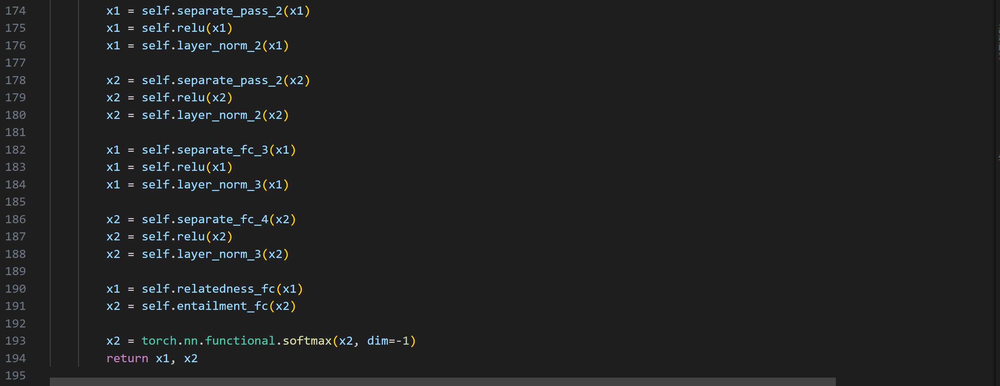 174 x1 = self.separate_pass_2(x1)
175 x1 = self.relu(x1)
176 x1 = self.layer_norm_2(x1)
177
178 x2 = self.separate_pass_2(x2)
179 x2 = self.relu(x2)
180 x2 = self.layer_norm_2(x2)
181
182 x1 = self.separate_fc_3(x1)
183 x1 = self.relu(x1)
184 x1 = self.layer_norm_3(x1)
185
186 x2 = self.separate_fc_4(x2)
187 x2 = self.relu(x2)
188 x2 = self.layer_norm_3(x2)
189
190 x1 = self.relatedness_fc(x1)
191 x2 = self.entailment_fc(x2)
192
193 x2 = torch.nn.functional.softmax(x2, dim=-1)
194 return x1, x2
195